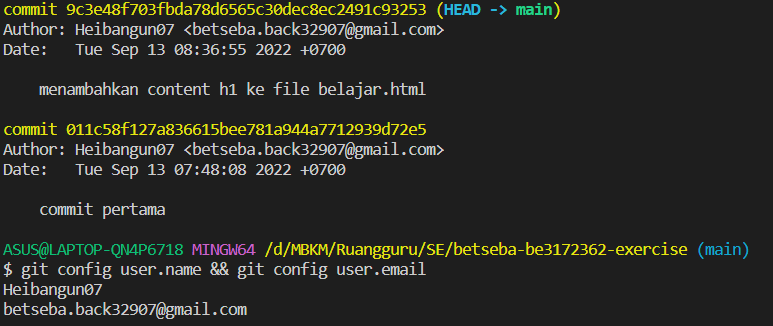 commit 9c3e48f703fbda78d6565c30dec8ec2491c93253 (HEAD -> main)
Author: Heibangun07 <betseba.back32907@gmail.com>
Date:   Tue Sep 13 08:36:55 2022 +0700
menambahkan content h1 ke file belajar.html
commit 011c58f127a836615bee781a944a7712939d72e5
Author: Heibangun07 <betseba.back32907@gmail.com>
Date:   Tue Sep 13 07:48:08 2022 +0700
commit pertama
ASUS@LAPTOP-QN4P6718 MINGW64 /d/MBKM/Ruangguru/SE/betseba-be3172362-exercise (main)
$ git config user.name && git config user.email
Heibangun07
betseba.back32907@gmail.com